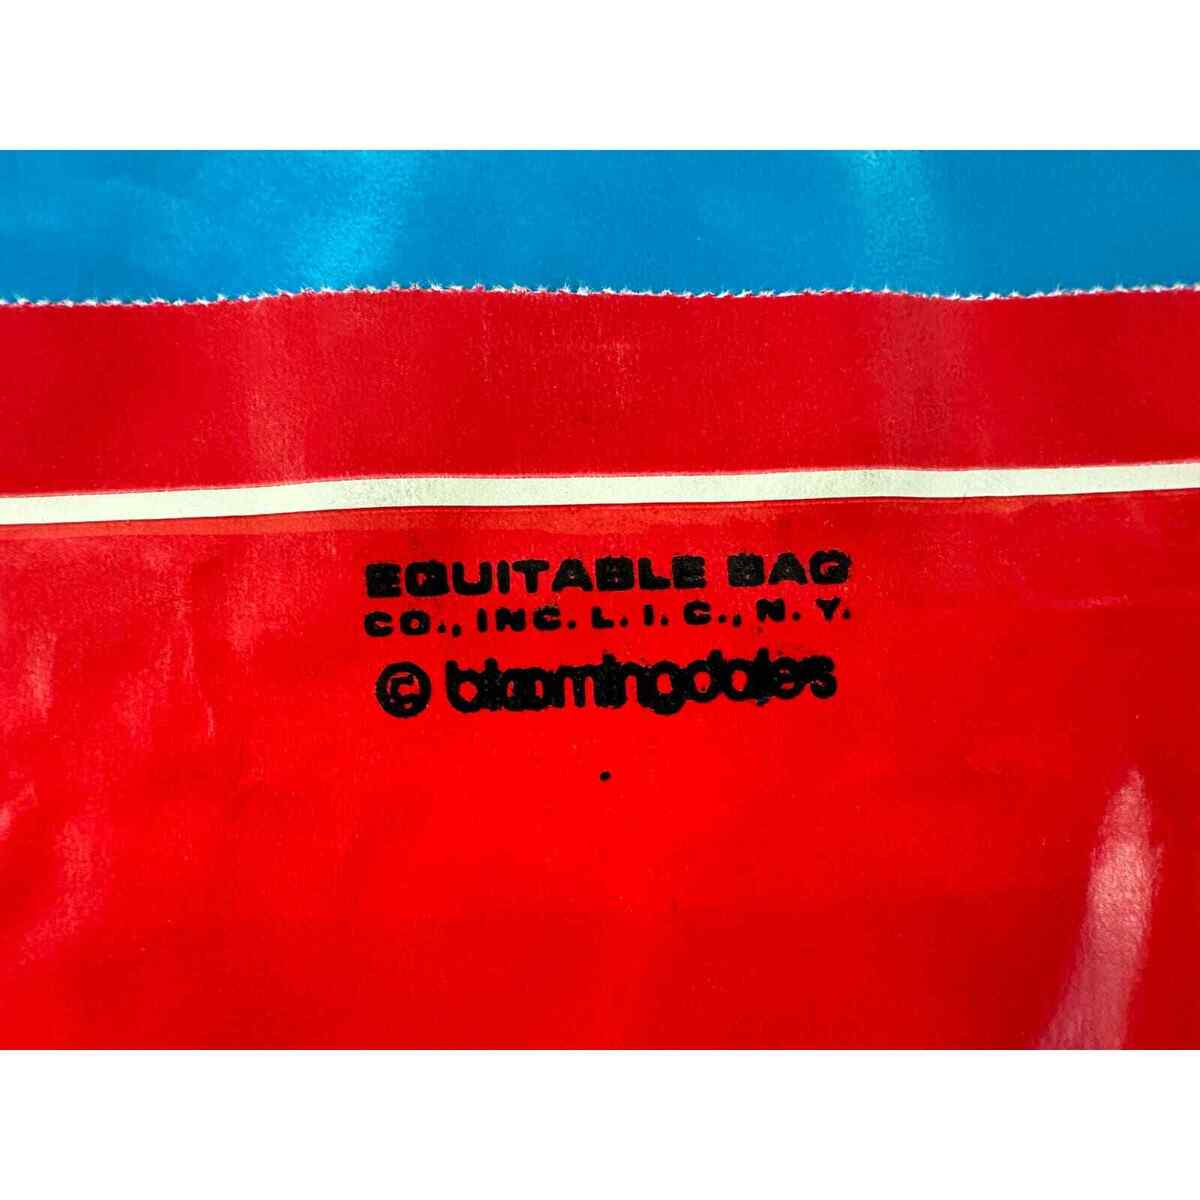 EQUITABLE BAG
CO., INC. L. I. C., N. Y.
© bloomingdales